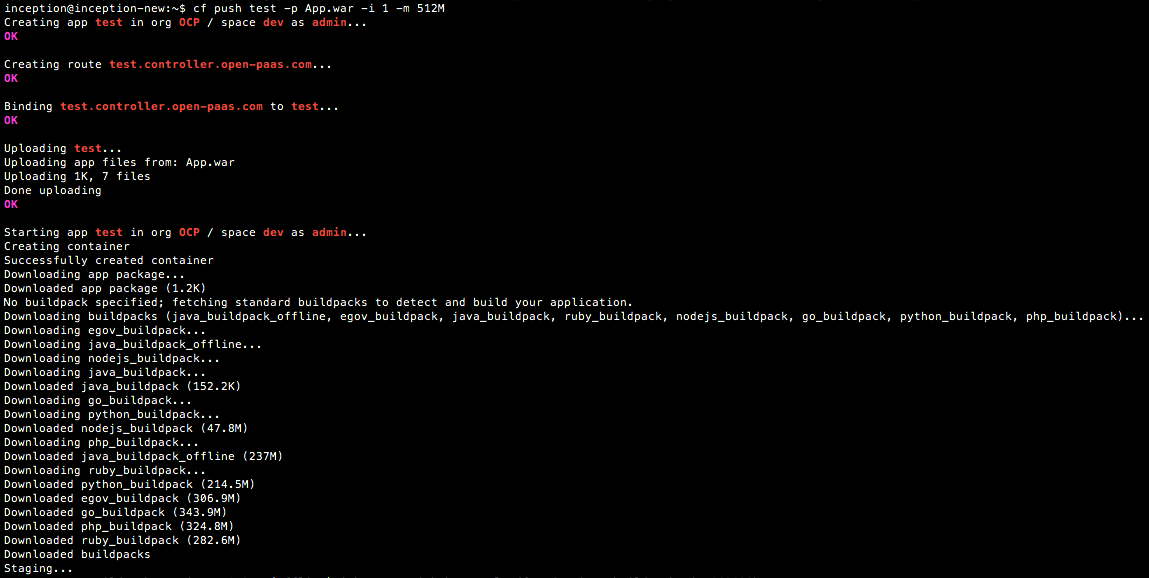 inception@inception-new:~$ cf push test -p App.war -i 1 -m 512M
Creating app test in org OCP / space dev as admin...
OK
Creating route test.controller.open-paas.com...
OK
Binding test.controller.open-paas.com to test...
OK
Uploading test...
Uploading app files from: App.war
Uploading 1K, 7 files
Done uploading
OK
Starting app test in org OCP / space dev as admin...
Creating container
Successfully created container
Downloading app package...
Downloaded app package (1.2K)
No buildpack specified; fetching standard buildpacks to detect and build your application.
Downloading buildpacks (java_buildpack_offline, egov_buildpack, java_buildpack, ruby_buildpack, nodejs_buildpack, go_buildpack, python_buildpack, php_buildpack)...
Downloading egov_buildpack...
Downloading java_buildpack_offline...
Downloading nodejs_buildpack...
Downloading java_buildpack...
Downloaded java_buildpack (152.2K)
Downloading go_buildpack...
Downloading python_buildpack...
Downloaded nodejs_buildpack (47.8M)
Downloading php_buildpack...
Downloaded java_buildpack_offline (237M)
Downloading ruby_buildpack...
Downloaded python_buildpack (214.5M)
Downloaded egov_buildpack (306.9M)
Downloaded go_buildpack (343.9M)
Downloaded php_buildpack (324.8M)
Downloaded ruby_buildpack (282.6M)
Downloaded buildpacks
Staging...